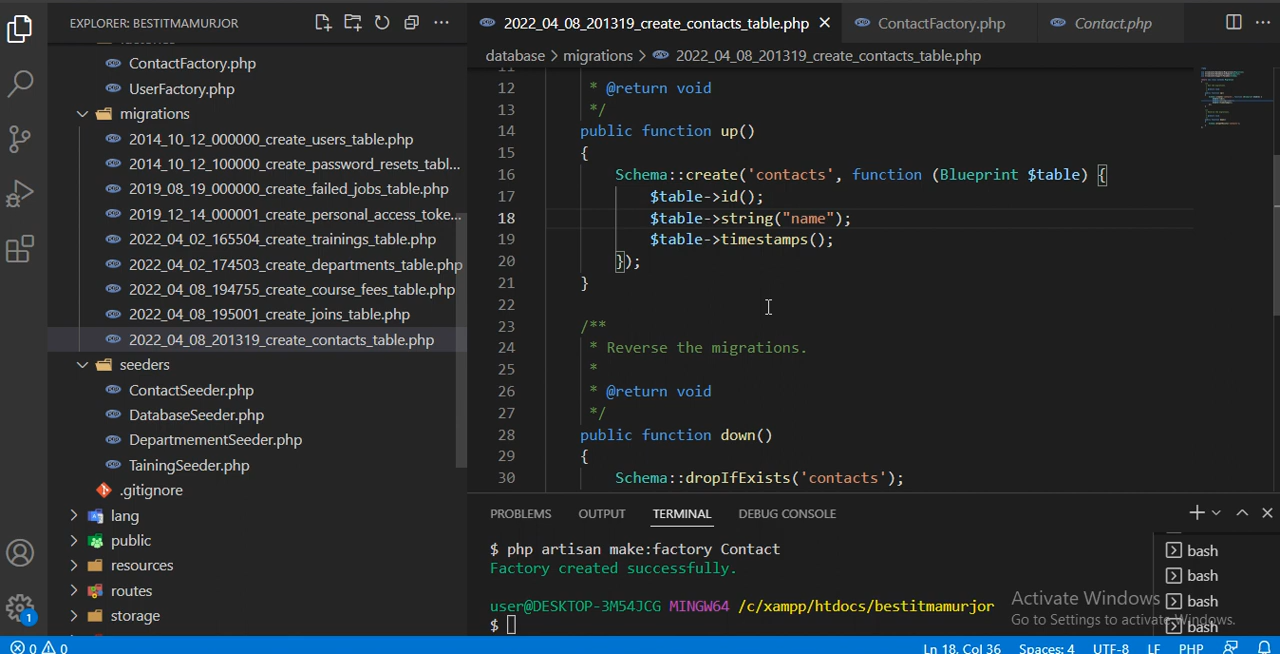 EXPLORER: BESTITMAMURJOR
ContactFactory.php
UserFactory.php
migrations
2014_10_12_000000_create_users_table.php
2014_10_12_100000_create_password_resets_tabl...
2019_08_19_000000_create_failed_jobs_table.php
2019_12_14_000001_create_personal_access_toke...
2022_04_02_165504_create_trainings_table.php
2022_04_02_174503_create_departments_table.php
2022_04_08_194755_create_course_fees_table.php
2022_04_08_195001_create_joins_table.php
2022_04_08_201319_create_contacts_table.php
seeders
ContactSeeder.php
DatabaseSeeder.php
DepartmementSeeder.php
TainingSeeder.php
.gitignore
lang
public
resources
routes
storage
1
2022_04_08_201319_create_contacts_table.php
ContactFactory.php
Contact.php
database > migrations > 2022_04_08_201319_create_contacts_table.php
11
12 * @return void
13 */
14 public function up()
15 {
16 Schema::create('contacts', function (Blueprint $table) {
17 $table->id();
18 $table->string("name");
19 $table->timestamps();
20 });
21 }
22
23 /**
24 * Reverse the migrations.
25 *
26 * @return void
27 */
28 public function down()
29 {
30 Schema::dropIfExists('contacts');
PROBLEMS OUTPUT TERMINAL DEBUG CONSOLE
$ php artisan make:factory Contact
Factory created successfully.
user@DESKTOP-3M54JCG MINGW64 /c/xampp/htdocs/bestitmamurjor
$
bash
bash
bash
bash
Activate Windows
Go to Settings to activate Windows.
0 0
Ln 18, Col 36 Spaces: 4 UTF-8 LF PHP